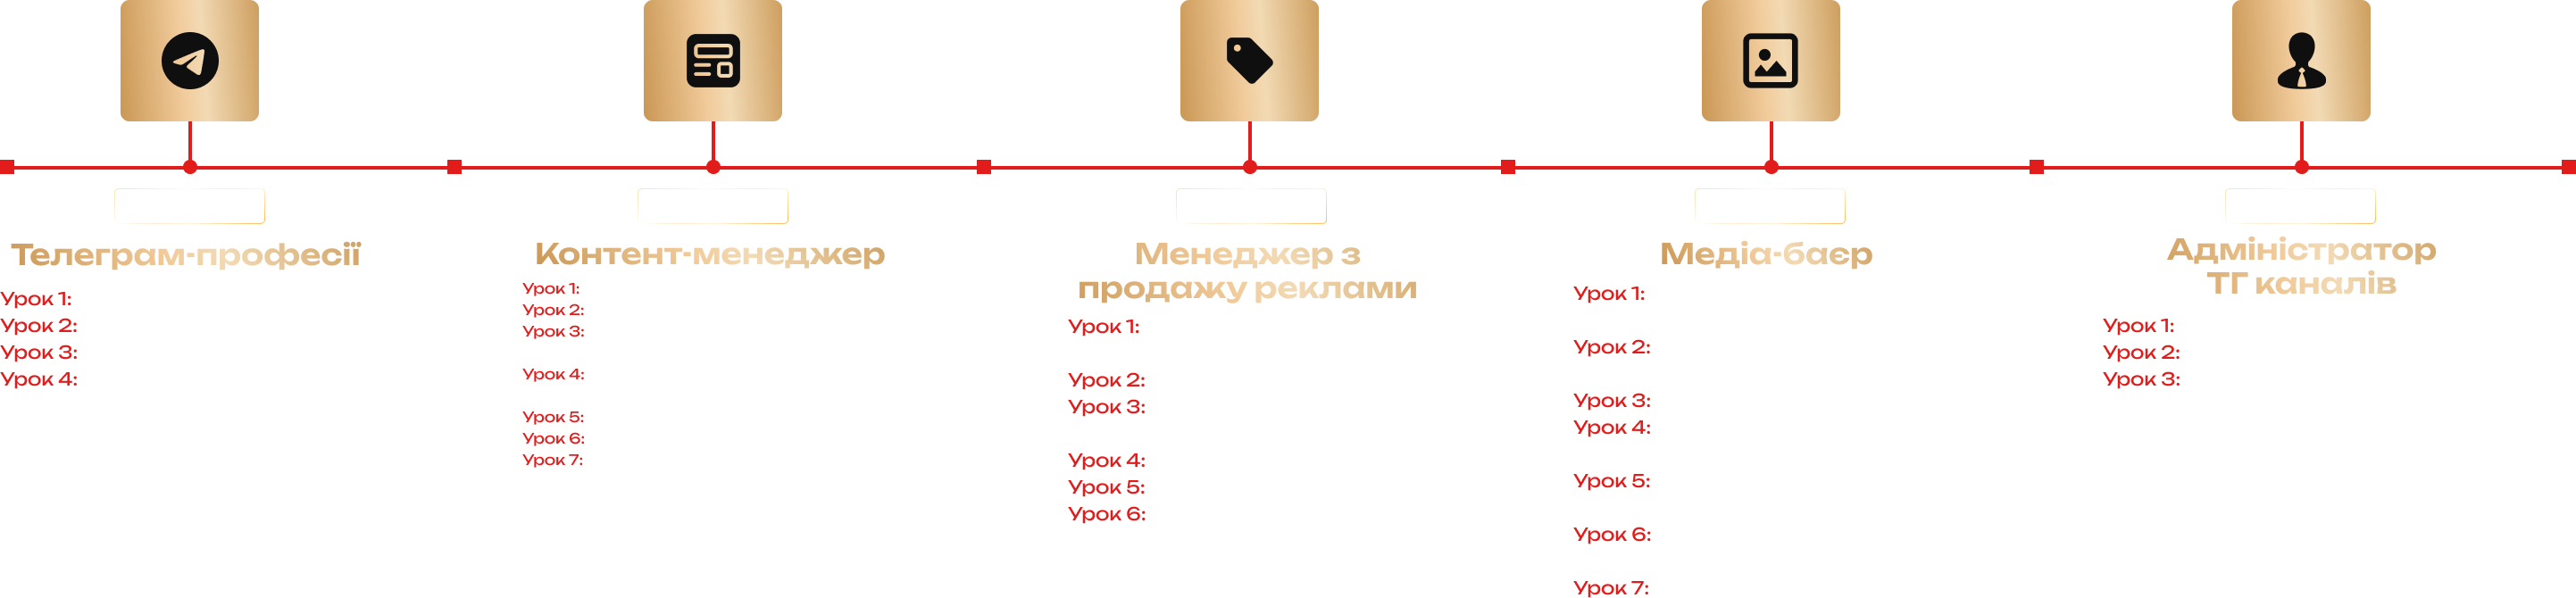 Телеграм-професії
Урок 1:
Урок 2:
Урок 3:
Урок 4:
Контент-менеджер
Урок 1:
Урок 2:
Урок 3:
Урок 4:
Урок 5:
Урок 6:
Урок 7:
Менеджер з
продажу реклами
Урок 1:
Урок 2:
Урок 3:
Урок 4:
Урок 5:
Урок 6:
Медіа-баєр
Урок 1:
Урок 2:
Урок 3:
Урок 4:
Урок 5:
Урок 6:
Урок 7:
Адміністратор
ТГ каналів
Урок 1:
Урок 2:
Урок 3: